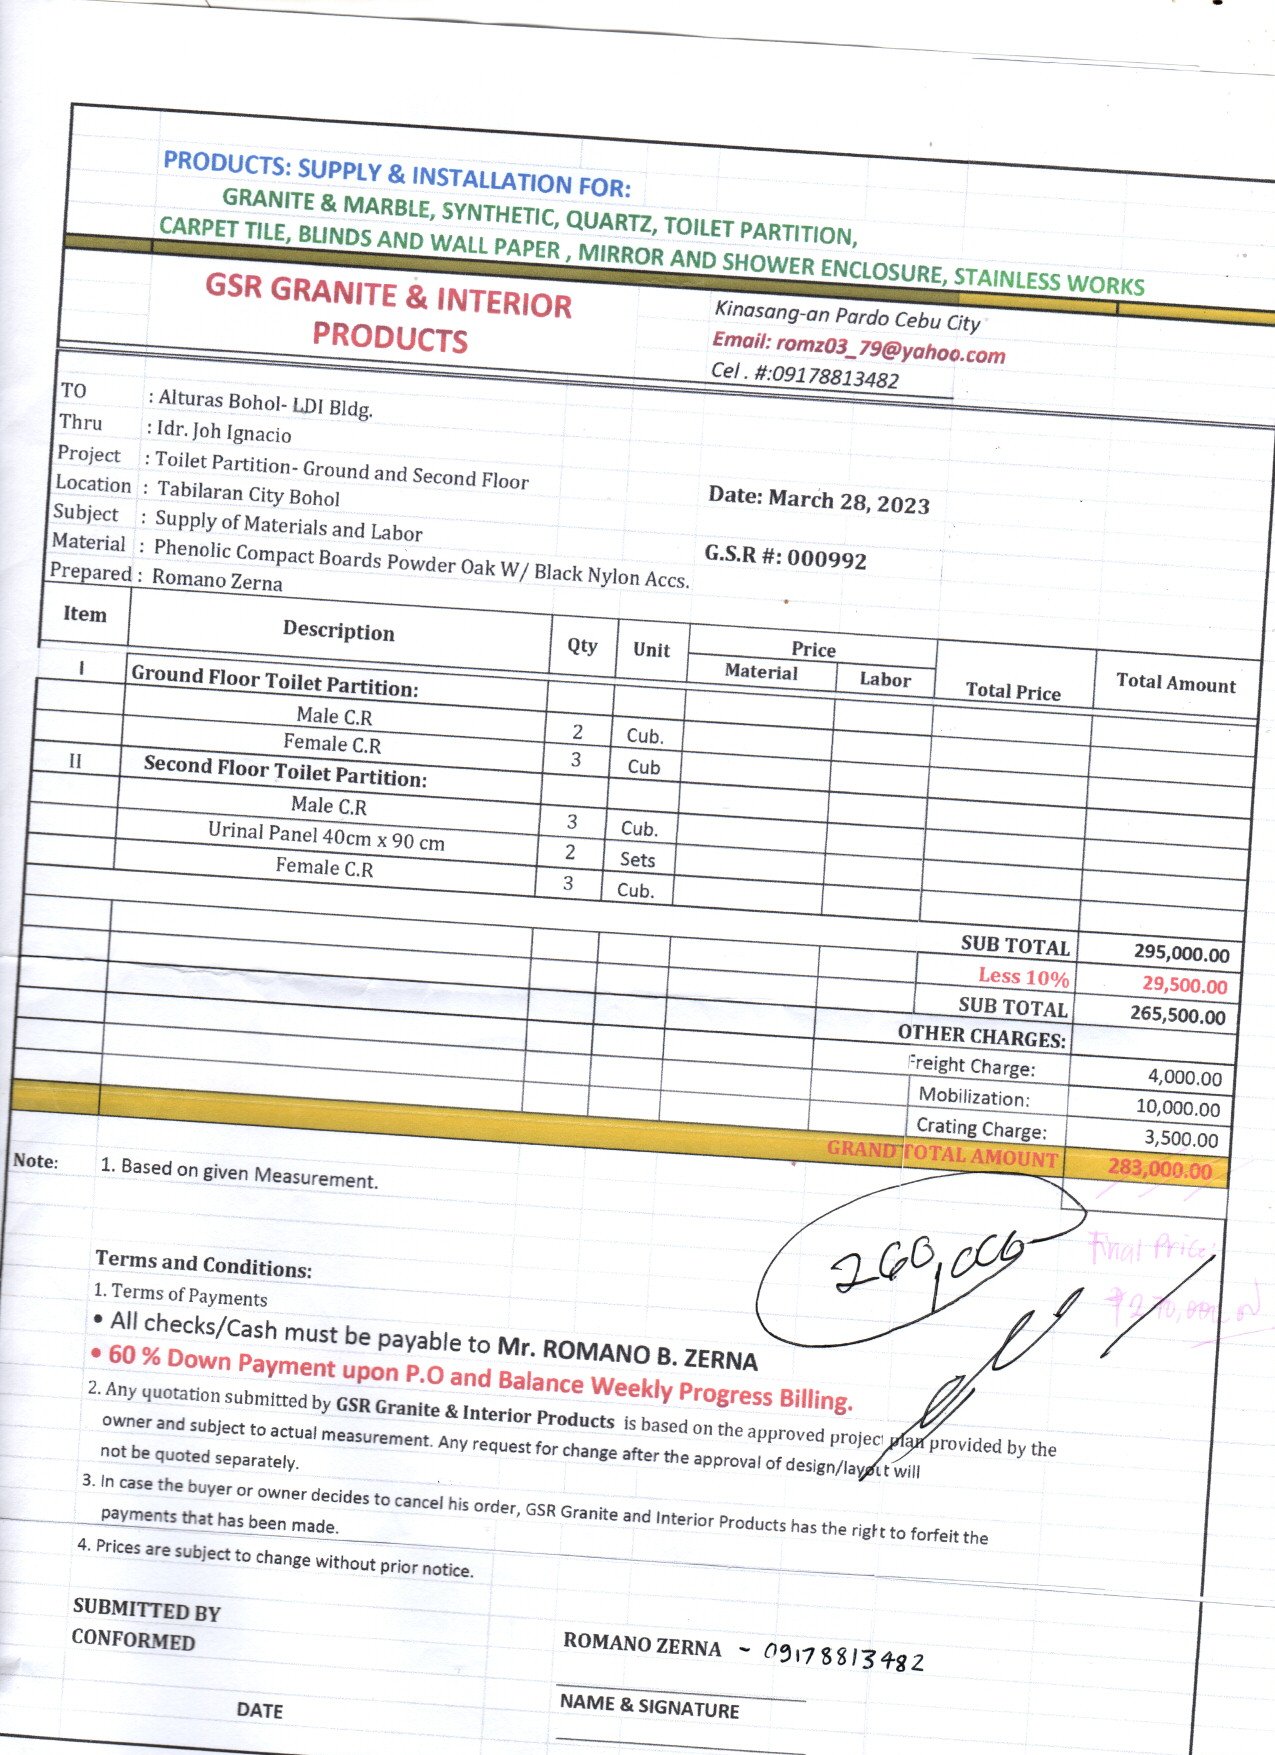 PRODUCTS: SUPPLY & INSTALLATION FOR:
GRANITE & MARBLE, SYNTHETIC, QUARTZ, TOILET PARTITION,
CARPET TILE, BLINDS AND WALL PAPER , MIRROR AND SHOWER ENCLOSURE, STAINLESS WORKS
GSR GRANITE & INTERIOR
PRODUCTS
Kinasang-an Pardo Cebu City
Email: romz03_79@yahoo.com
Cel . #:09178813482
TO : Alturas Bohol- LDI Bldg.
Thru : Idr. Joh Ignacio
Project : Toilet Partition- Ground and Second Floor
Location : Tabilaran City Bohol
Date: March 28, 2023
Subject : Supply of Materials and Labor
Material : Phenolic Compact Boards Powder Oak W/ Black Nylon Accs.
G.S.R #: 000992
Prepared : Romano Zerna
Item Description Qty Unit Price Total Price Total Amount
Material Labor
I Ground Floor Toilet Partition:
Male C.R 2 Cub.
Female C.R 3 Cub
II Second Floor Toilet Partition:
Male C.R 3 Cub.
Urinal Panel 40cm x 90 cm 2 Sets
Female C.R 3 Cub.
SUB TOTAL 295,000.00
Less 10% 29,500.00
SUB TOTAL 265,500.00
OTHER CHARGES:
Freight Charge: 4,000.00
Mobilization: 10,000.00
Crating Charge: 3,500.00
GRAND TOTAL AMOUNT 283,000.00
Note: 1. Based on given Measurement.
260,000
Final Price:
₱270,000.00
Terms and Conditions:
1. Terms of Payments
• All checks/Cash must be payable to Mr. ROMANO B. ZERNA
• 60 % Down Payment upon P.O and Balance Weekly Progress Billing.
2. Any quotation submitted by GSR Granite & Interior Products is based on the approved project plan provided by the
owner and subject to actual measurement. Any request for change after the approval of design/layout will
not be quoted separately.
3. In case the buyer or owner decides to cancel his order, GSR Granite and Interior Products has the right to forfeit the
payments that has been made.
4. Prices are subject to change without prior notice.
SUBMITTED BY
CONFORMED
ROMANO ZERNA - 09178813482
NAME & SIGNATURE
DATE